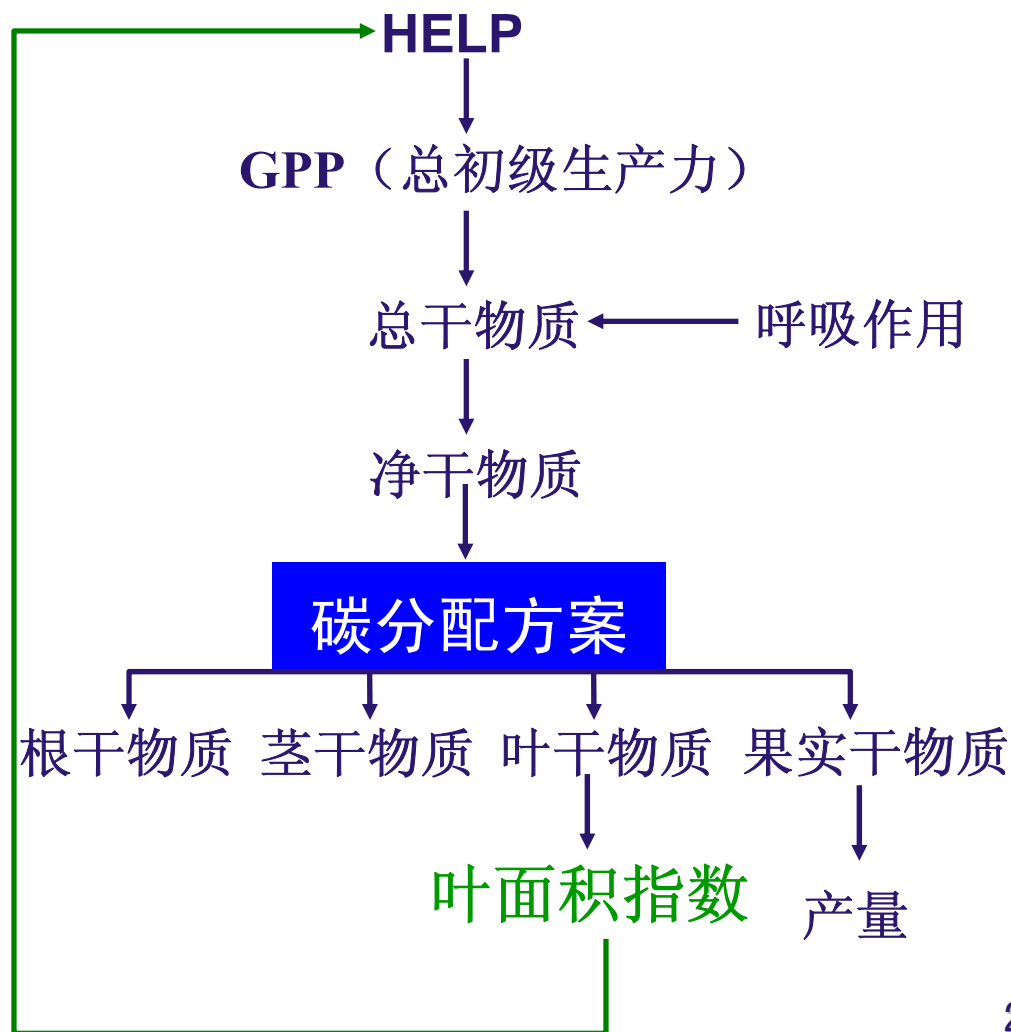 HELP
GPP（总初级生产力）
总干物质 呼吸作用
净干物质
碳分配方案
根干物质 茎干物质 叶干物质 果实干物质
叶面积指数
产量